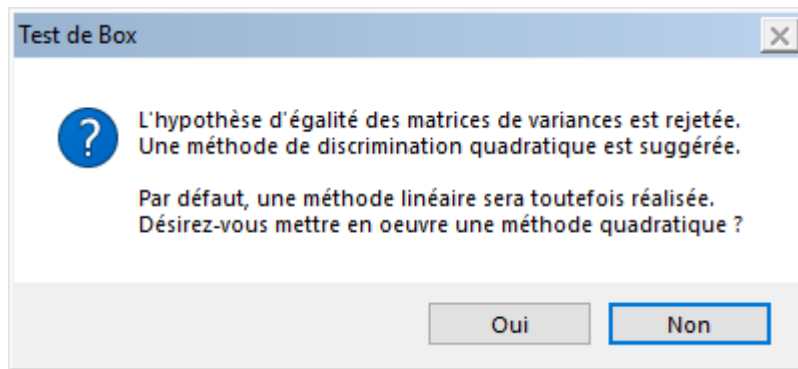 Test de Box
L'hypothèse d'égalité des matrices de variances est rejetée.
Une méthode de discrimination quadratique est suggérée.
Par défaut, une méthode linéaire sera toutefois réalisée.
Désirez-vous mettre en oeuvre une méthode quadratique ?
Oui Non